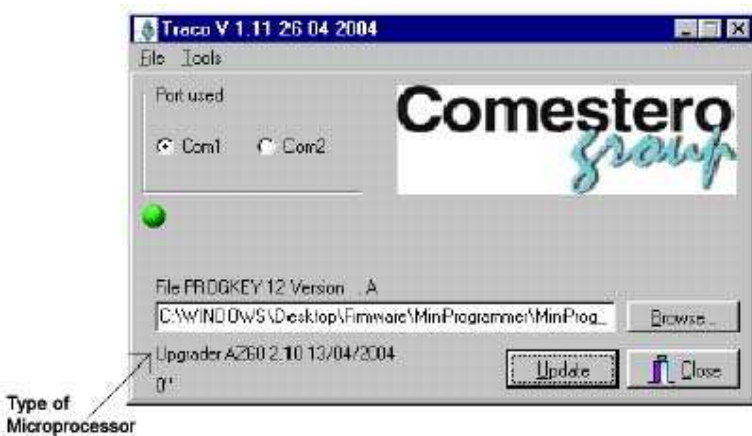 Traco V 1.11 26 04 2004
File Tools
Port used
Com1 Com2
Comestero
group
File PROGKEY 12 Version . A
C:\WINDOWS\Desktop\Firmware\MiniProgrammer\MiniProg_
Browse..
Upgrader AZ60 2.10 13/04/2004
Update
Close
Type of
Microprocessor